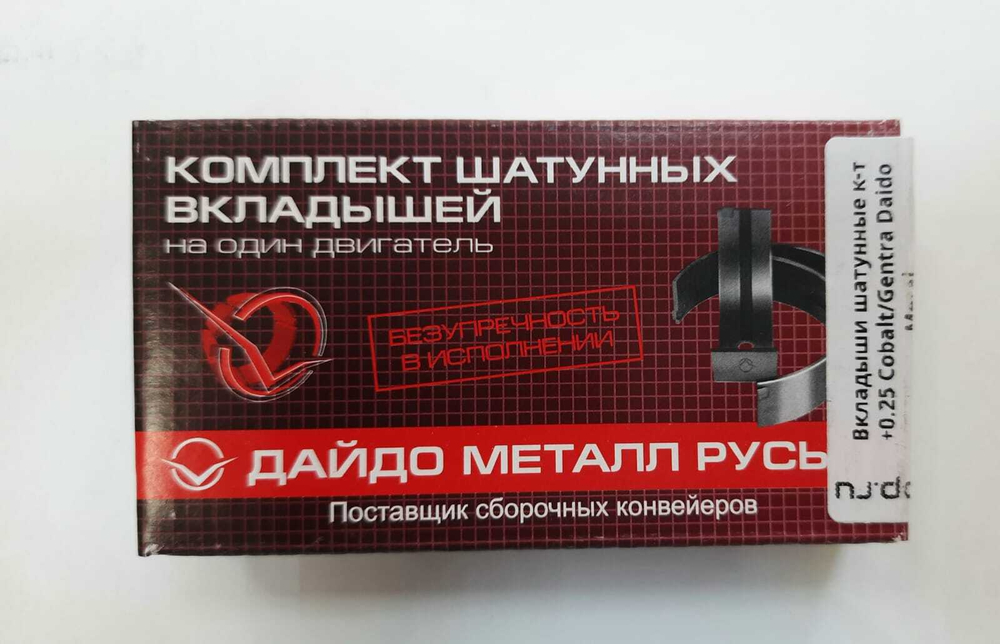 КОМПЛЕКТ ШАТУННЫХ
ВКЛАДЫШЕЙ
на один двигатель
БЕЗУПРЕЧНОСТЬ
В ИСПОЛНЕНИИ
ДАЙДО МЕТАЛЛ РУСЬ
Поставщик сборочных конвейеров
Вкладыши шатунные к-т
+0.25 Cobalt/Gentra Daido